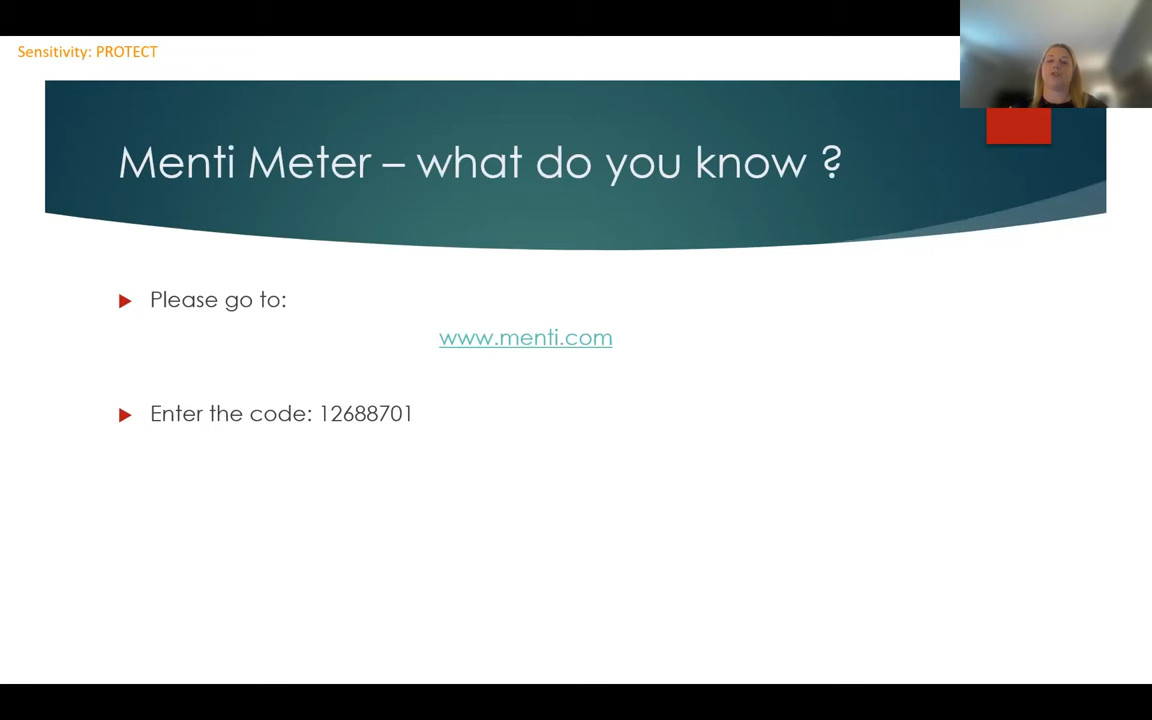 Sensitivity: PROTECT
Menti Meter – what do you know ?
Please go to:
www.menti.com
Enter the code: 12688701